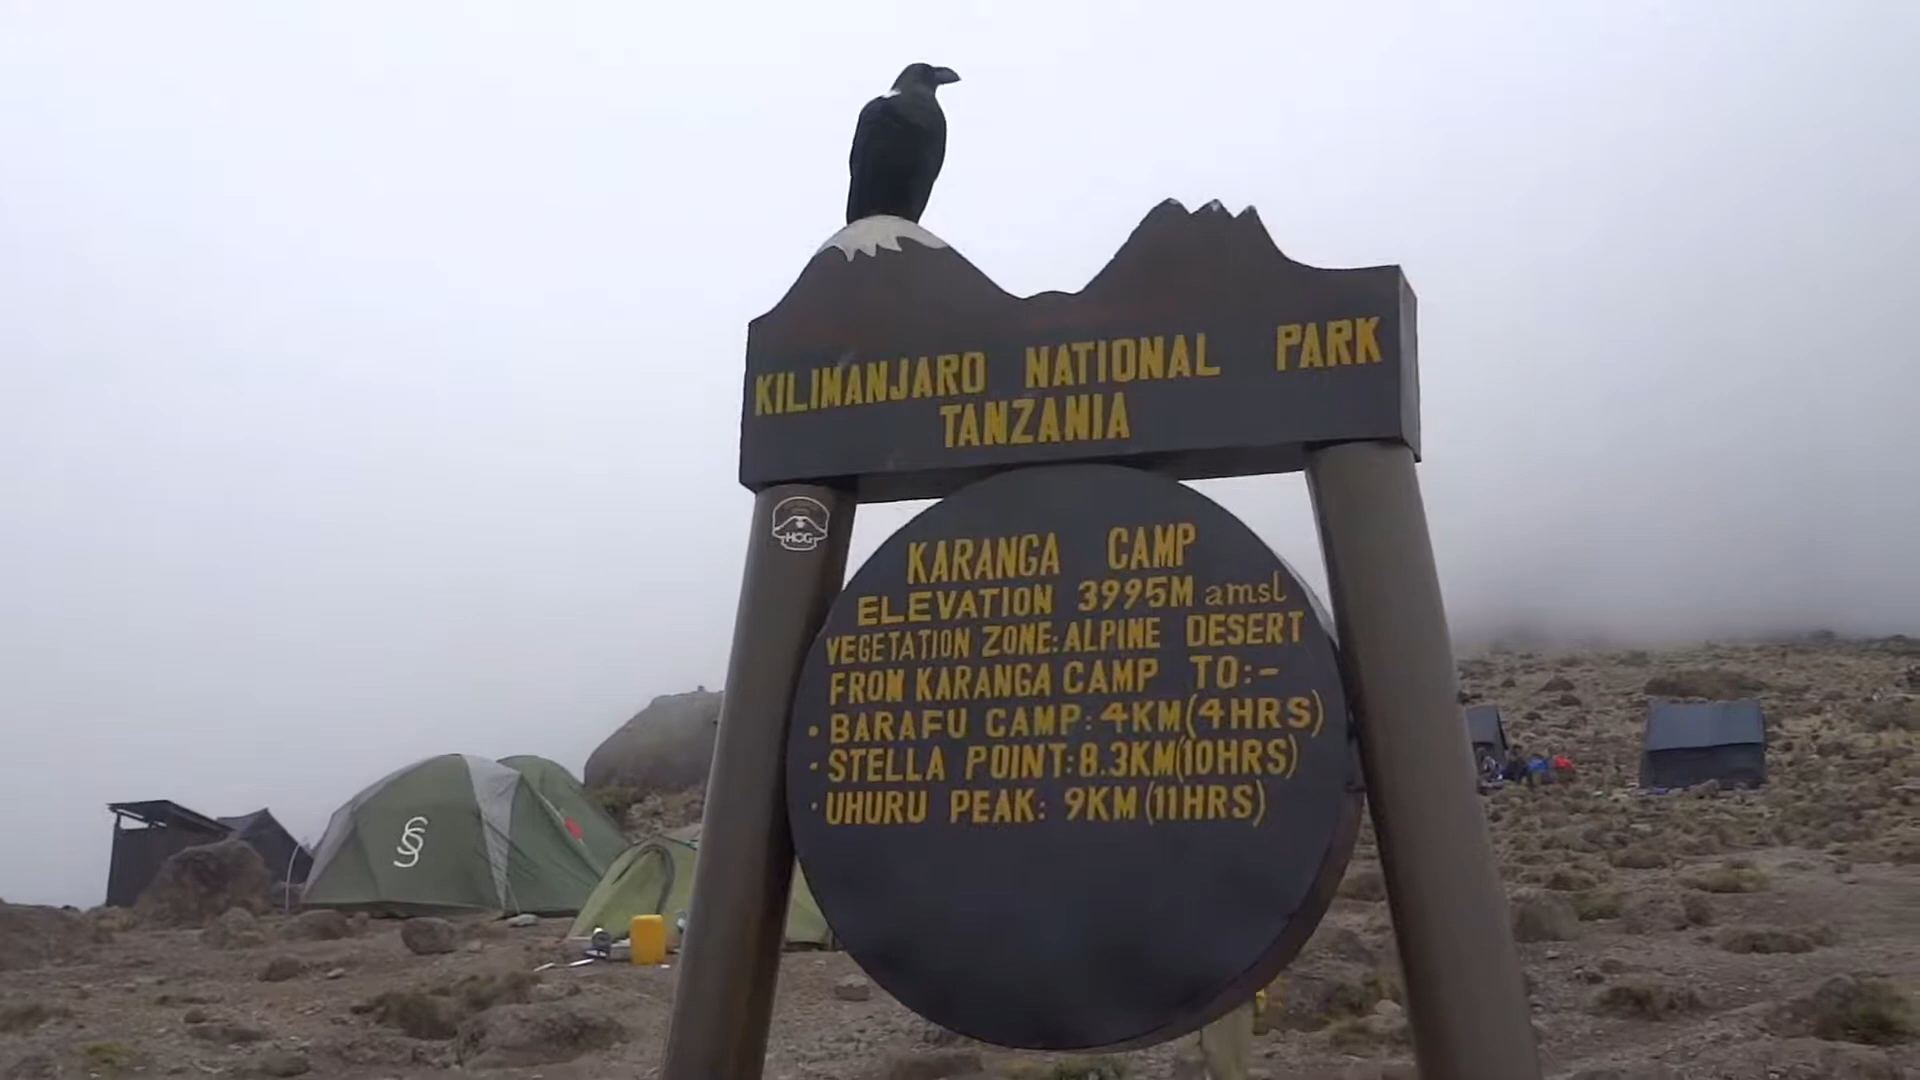 KILIMANJARO NATIONAL PARK
TANZANIA
HCG
KARANGA CAMP
ELEVATION 3995M amsl
VEGETATION ZONE: ALPINE DESERT
FROM KARANGA CAMP TO:-
• BARAFU CAMP: 4KM (4HRS)
• STELLA POINT: 8.3KM (10HRS)
• UHURU PEAK: 9KM (11HRS)